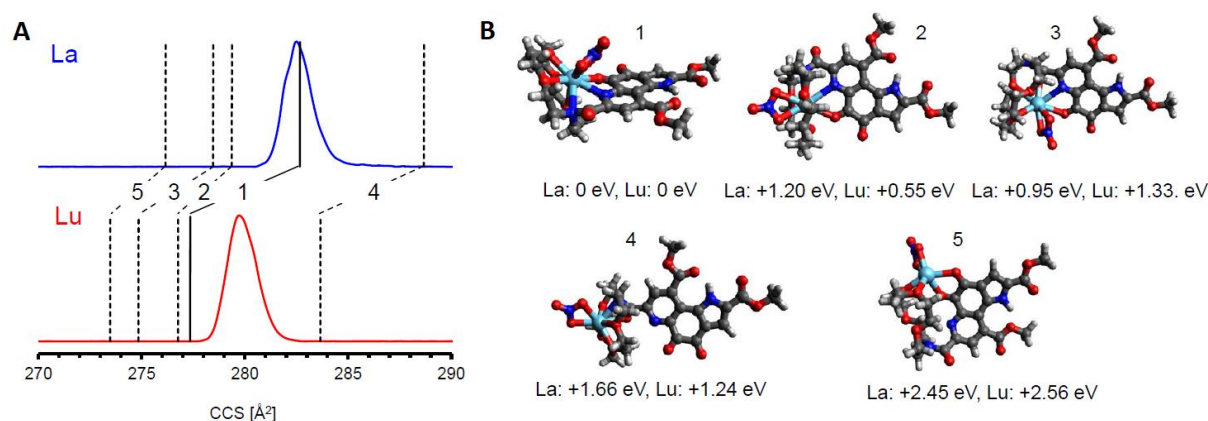 A
La
5 3 2 1 4
Lu
270 275 280 285 290
CCS [Å²]
B
1
La: 0 eV, Lu: 0 eV
2
La: +1.20 eV, Lu: +0.55 eV
3
La: +0.95 eV, Lu: +1.33. eV
4
La: +1.66 eV, Lu: +1.24 eV
5
La: +2.45 eV, Lu: +2.56 eV